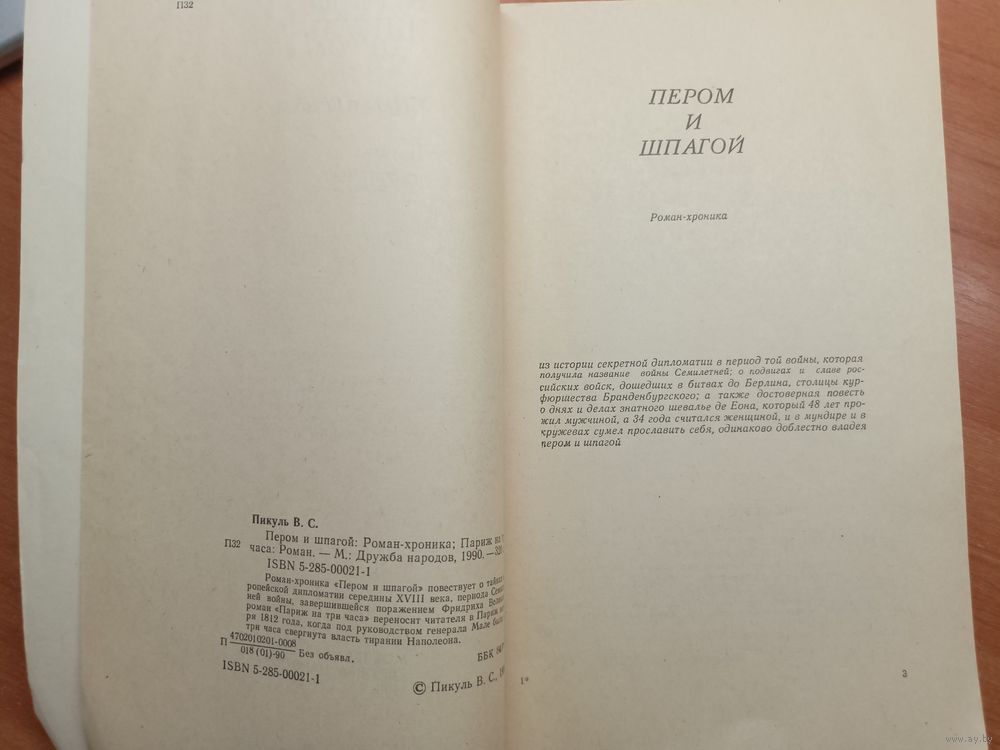 П32
Пикуль В. С.
Пером и шпагой: Роман-хроника; Париж на
П32 часа: Роман. — М.: Дружба народов, 1990.
ISBN 5-285-00021-1
Роман-хроника «Пером и шпагой» повествует о
ропейской дипломатии середины XVIII века, периода
ней войны, завершившейся поражением Фридриха
роман «Париж на три часа» переносит читателя в Париж
ря 1812 года, когда под руководством генерала Мале
три часа свергнута власть тирании Наполеона.
П 4702010201-0008
018 (01)-90 Без объявл.
ББК
ISBN 5-285-00021-1
© Пикуль В. С.,
ПЕРОМ
И
ШПАГОЙ
Роман-хроника
из истории секретной дипломатии в период той войны, которая
получила название войны Семилетней; о подвигах и славе рос-
сийских войск, дошедших в битвах до Берлина, столицы кур-
фюршества Бранденбургского; а также достоверная повесть
о днях и делах знатного шевалье де Еона, который 48 лет про-
жил мужчиной, а 34 года считался женщиной, и в мундире и в
кружевах сумел прославить себя, одинаково доблестно владея
пером и шпагой
1*
3
www.ay.by